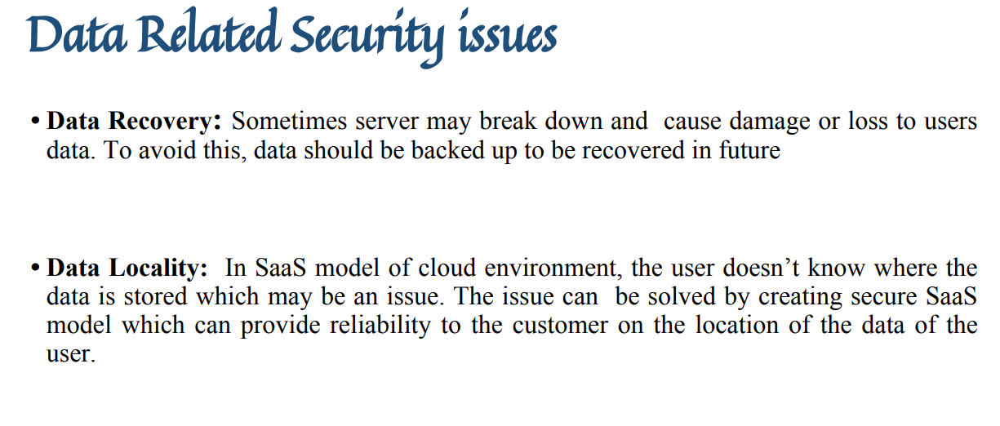 Data Related Security issues
• Data Recovery: Sometimes server may break down and cause damage or loss to users
data. To avoid this, data should be backed up to be recovered in future
• Data Locality: In SaaS model of cloud environment, the user doesn’t know where the
data is stored which may be an issue. The issue can be solved by creating secure SaaS
model which can provide reliability to the customer on the location of the data of the
user.